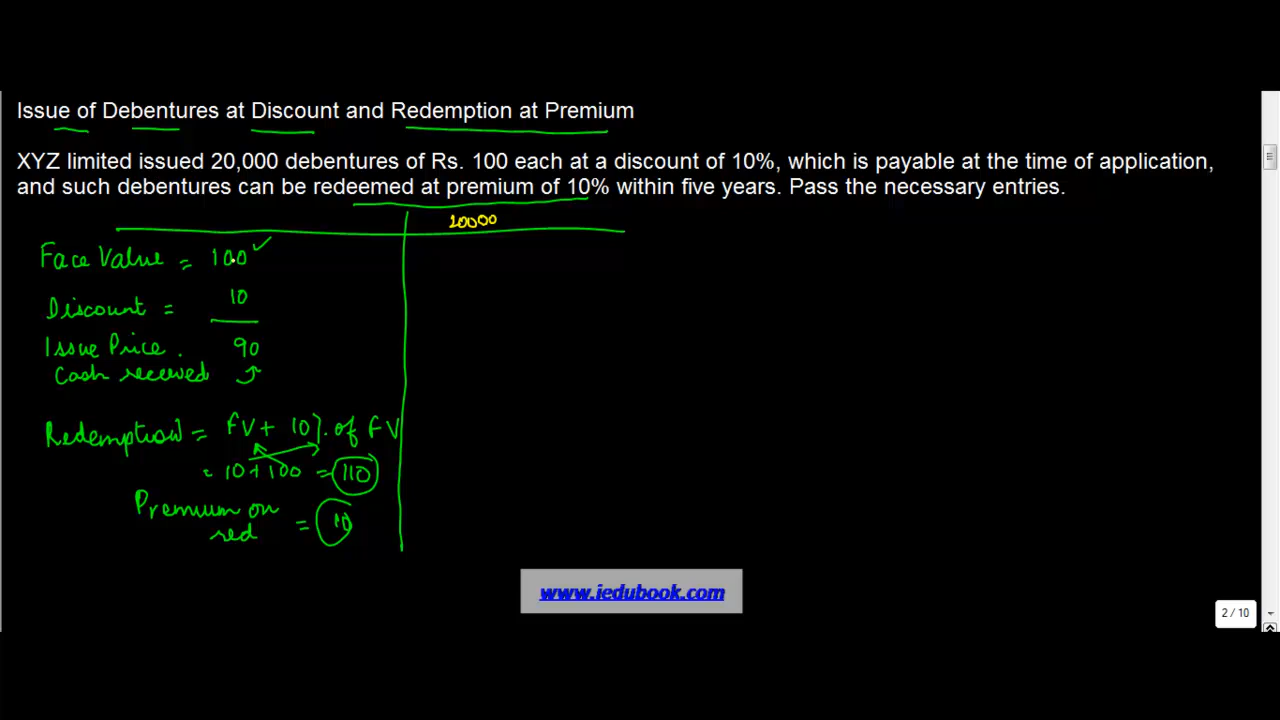 Issue of Debentures at Discount and Redemption at Premium
XYZ limited issued 20,000 debentures of Rs. 100 each at a discount of 10%, which is payable at the time of application,
and such debentures can be redeemed at premium of 10% within five years. Pass the necessary entries.
20000
Face Value = 100 ✓
Discount = 10
Issue Price . 90
Cash received
Redemption = FV + 10%. of FV
= 10 + 100 = 110
Premium on
red = 10
www.iedubook.com
2 / 10